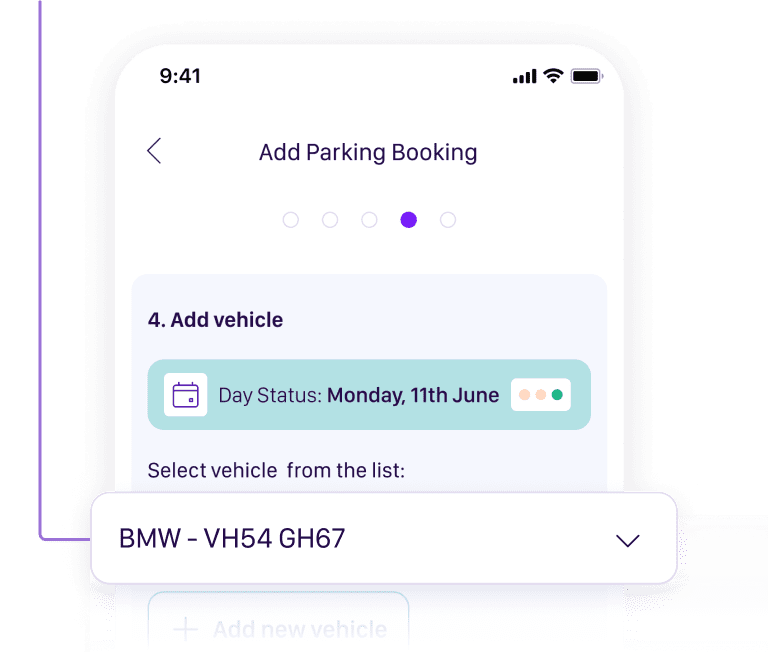 9:41
Add Parking Booking
4. Add vehicle
Day Status: Monday, 11th June
Select vehicle from the list:
BMW - VH54 GH67
Add new vehicle